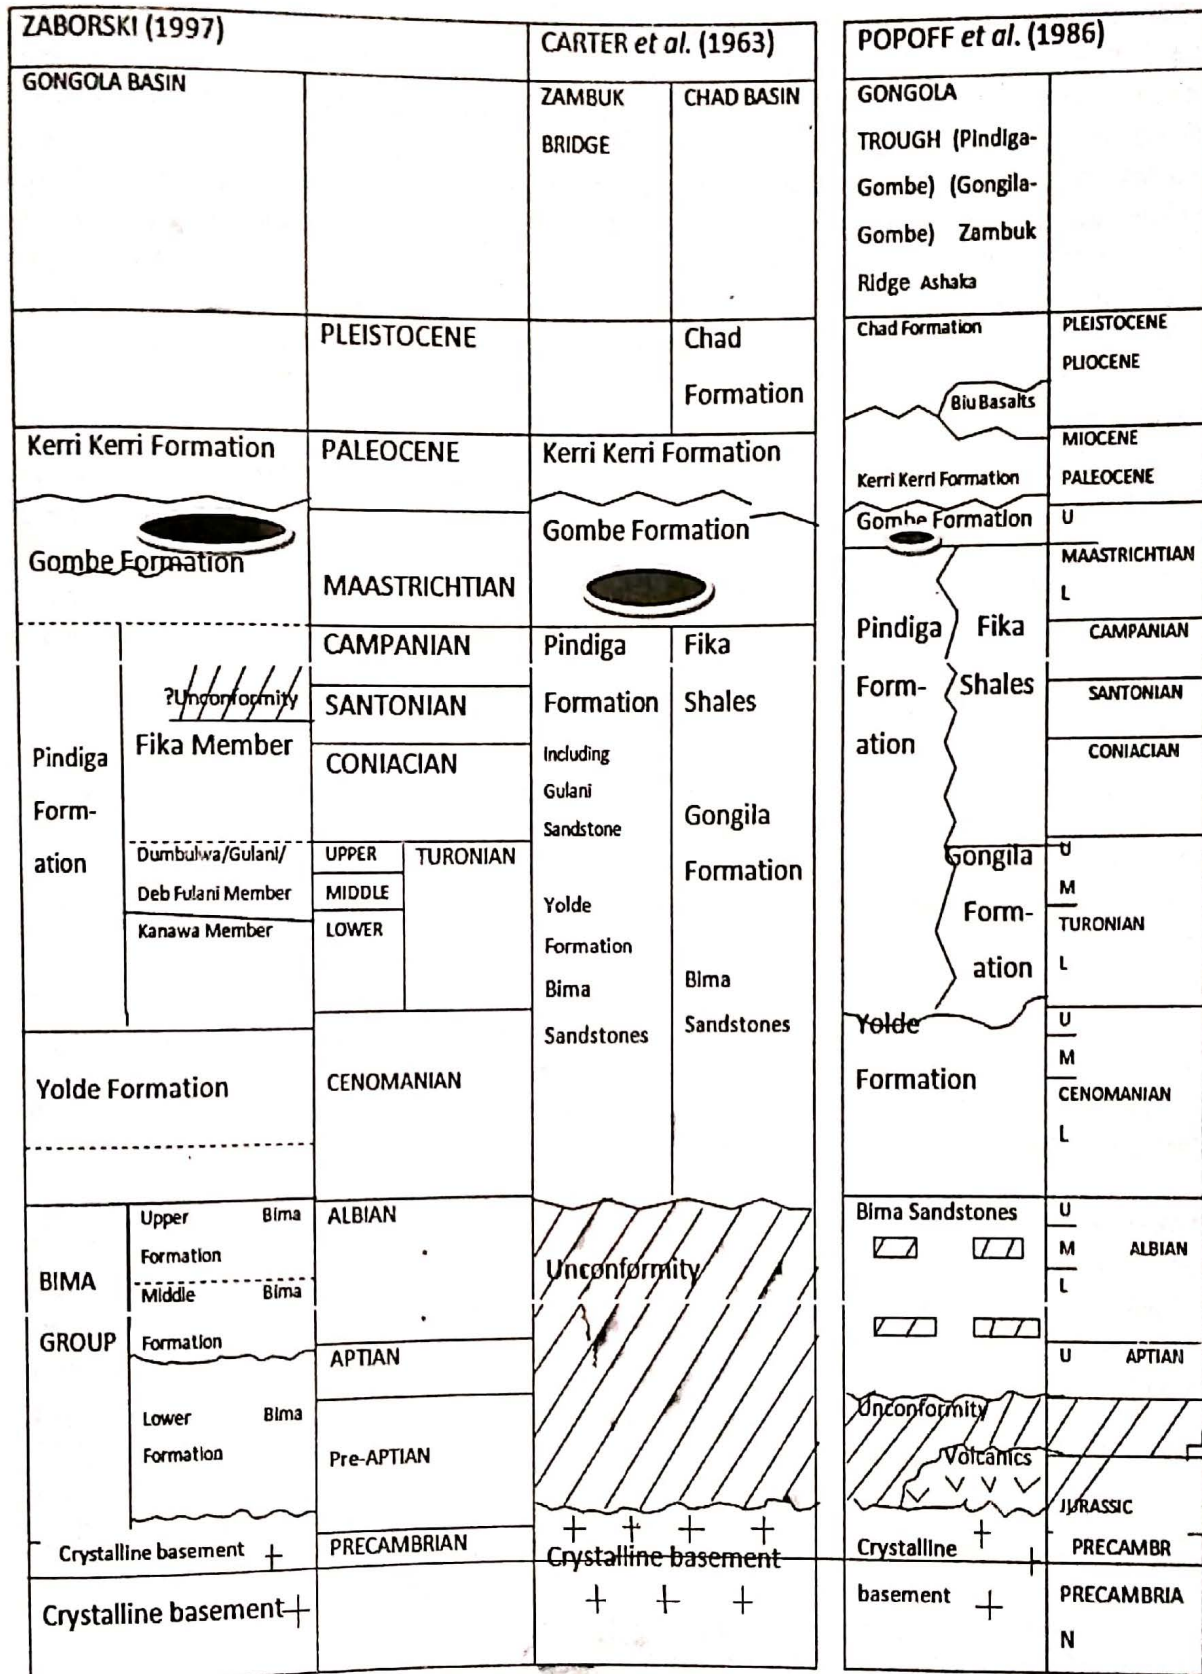 ZABORSKI (1997)
CARTER et al. (1963)
POPOFF et al. (1986)
GONGOLA BASIN
ZAMBUK
BRIDGE
CHAD BASIN
GONGOLA
TROUGH (Pindiga-
Gombe) (Gongila-
Gombe) Zambuk
Ridge Ashaka
PLEISTOCENE
Chad
Formation
Chad Formation
Biu Basalts
PLEISTOCENE
PLIOCENE
Kerri Kerri Formation
PALEOCENE
Kerri Kerri Formation
Kerri Kerri Formation
MIOCENE
PALEOCENE
Gombe Formation
MAASTRICHTIAN
Gombe Formation
Gombe Formation
U
MAASTRICHTIAN
L
Pindiga
Form-
ation
?Unconformity
Fika Member
Dumbulwa/Gulani/
Deb Fulani Member
Kanawa Member
CAMPANIAN
SANTONIAN
CONIACIAN
UPPER
MIDDLE
LOWER
TURONIAN
Pindiga
Formation
Including
Gulani
Sandstone
Yolde
Formation
Bima
Sandstones
Fika
Shales
Gongila
Formation
Bima
Sandstones
Pindiga
Form-
ation
Fika
Shales
Gongila
Form-
ation
CAMPANIAN
SANTONIAN
CONIACIAN
U
M
TURONIAN
L
Yolde Formation
CENOMANIAN
Yolde
Formation
U
M
CENOMANIAN
L
BIMA
GROUP
Upper Bima
Formation
Middle Bima
Formation
Lower Bima
Formation
ALBIAN
APTIAN
Pre-APTIAN
Unconformity
Bima Sandstones
U
M ALBIAN
L
U APTIAN
Unconformity
Volcanics
JURASSIC
Crystalline basement
PRECAMBRIAN
Crystalline basement
Crystalline
basement
PRECAMBR
Crystalline basement
PRECAMBRIA
N